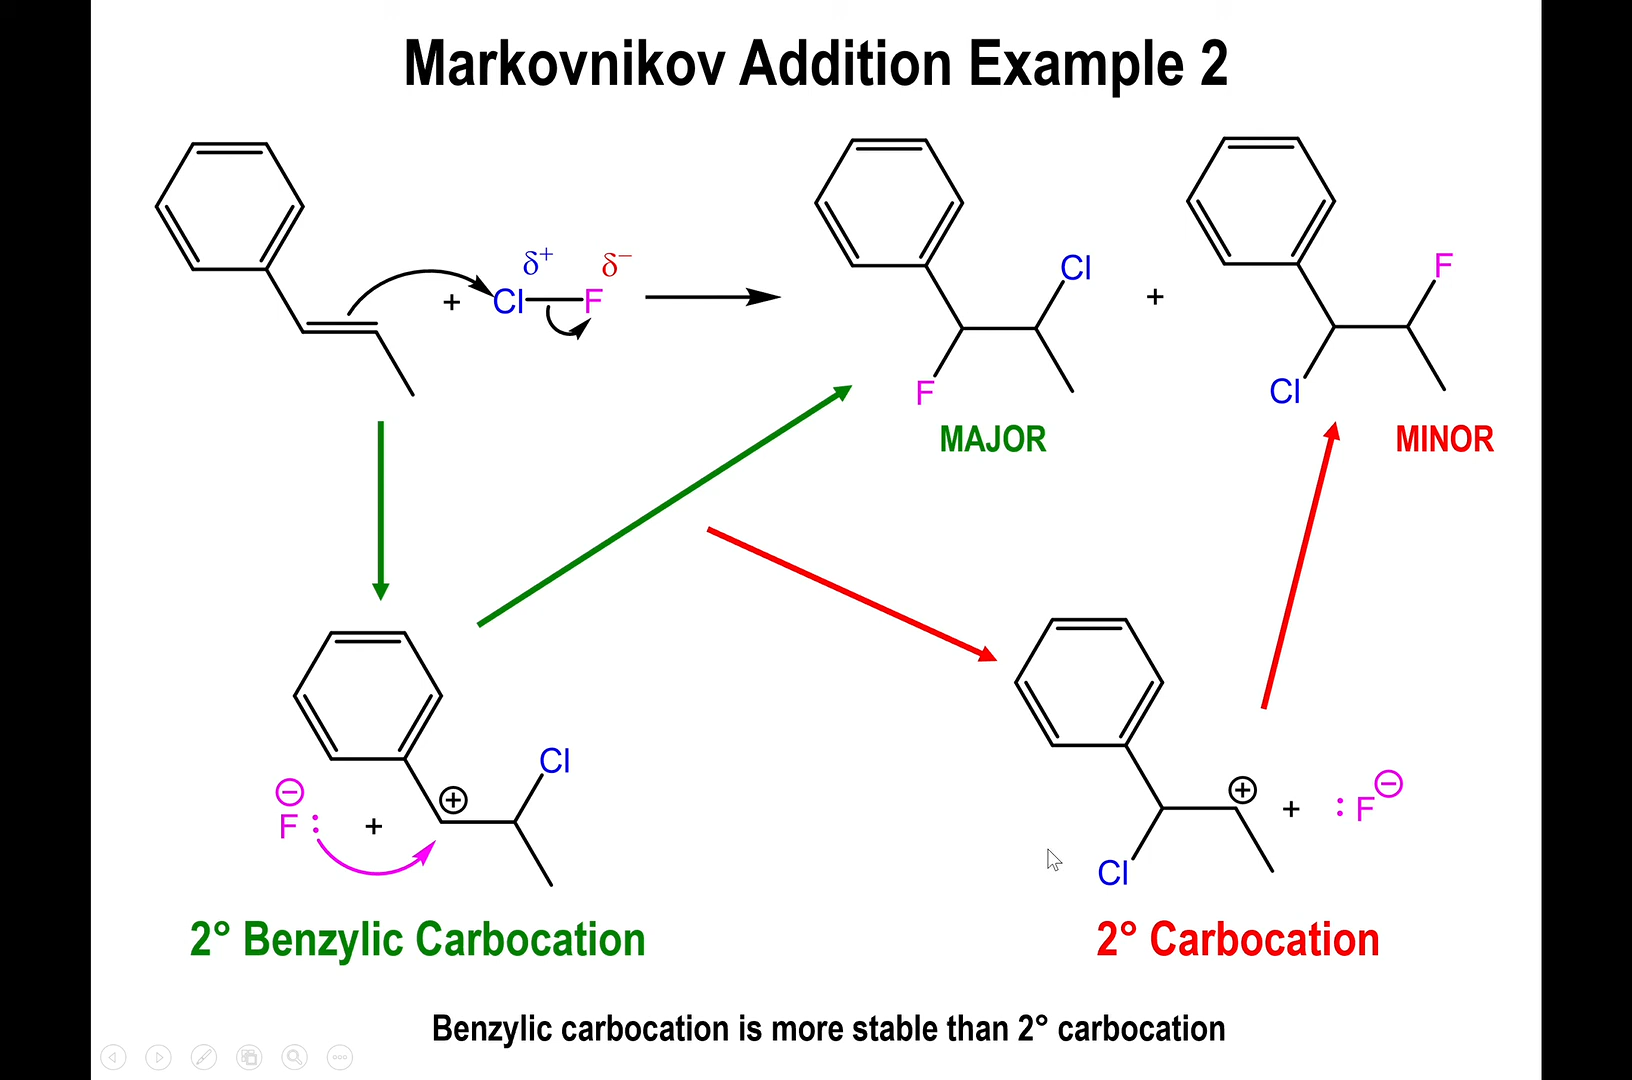 Markovnikov Addition Example 2
δ+ δ−
+ Cl F
Cl
F
+
F
Cl
MAJOR
MINOR
Cl
⊖
F : + ⊕
⊕ + : F ⊖
Cl
2° Benzylic Carbocation
2° Carbocation
Benzylic carbocation is more stable than 2° carbocation